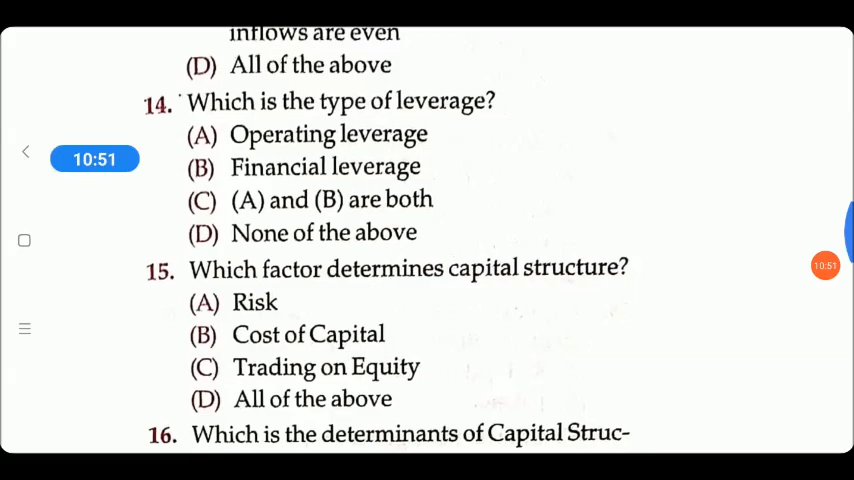 inflows are even
(D) All of the above
14. Which is the type of leverage?
(A) Operating leverage
(B) Financial leverage
(C) (A) and (B) are both
(D) None of the above
15. Which factor determines capital structure?
(A) Risk
(B) Cost of Capital
(C) Trading on Equity
(D) All of the above
16. Which is the determinants of Capital Struc-
10:51
10:51